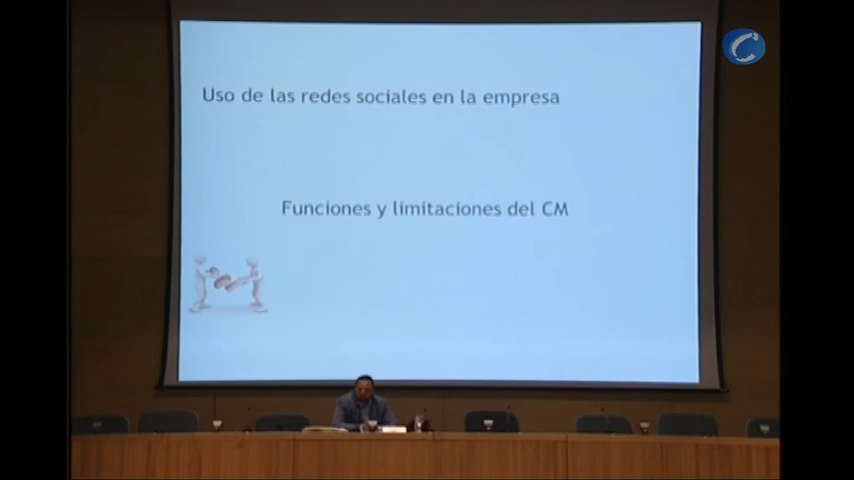 Uso de las redes sociales en la empresa
Funciones y limitaciones del CM